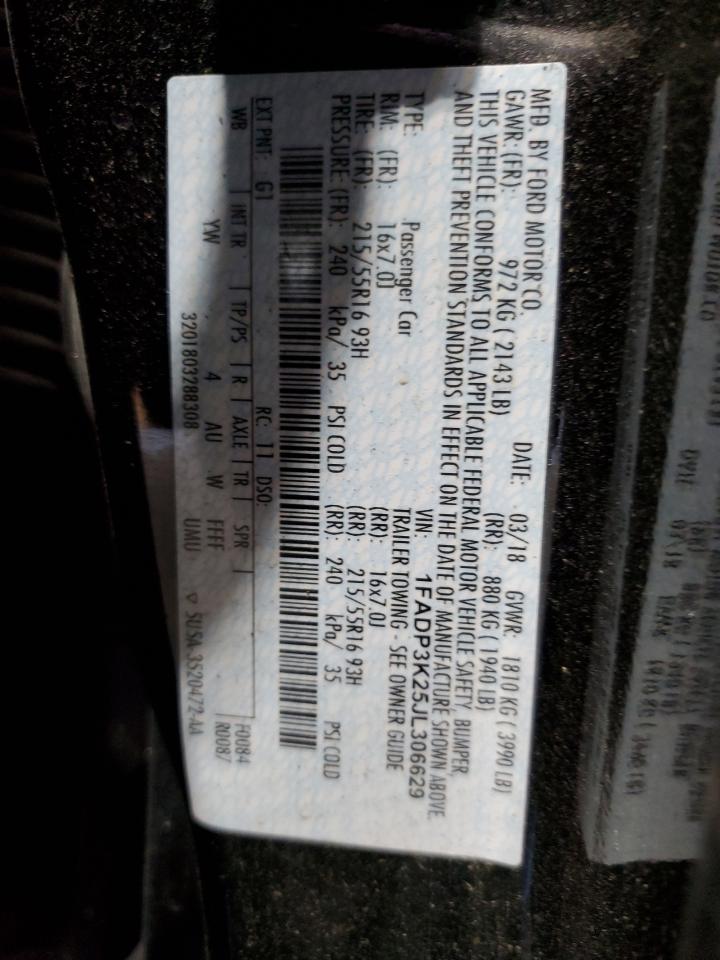 MFD. BY FORD MOTOR CO.
DATE: 03/18 GVWR: 1810 KG ( 3990 LB)
GAWR: (FR): 972 KG ( 2143 LB) (RR): 880 KG ( 1940 LB)
THIS VEHICLE CONFORMS TO ALL APPLICABLE FEDERAL MOTOR VEHICLE SAFETY, BUMPER,
AND THEFT PREVENTION STANDARDS IN EFFECT ON THE DATE OF MANUFACTURE SHOWN ABOVE.
VIN: 1FADP3K25JL306629
TYPE: Passenger Car TRAILER TOWING - SEE OWNER GUIDE
RIM: (FR): 16x7.0J (RR): 16x7.0J
TIRE: (FR): 215/55R16 93H (RR): 215/55R16 93H
PRESSURE: (FR): 240 kPa/ 35 PSI COLD (RR): 240 kPa/ 35 PSI COLD
EXT PNT: G1 RC: 11 DSO: F0084
WB INT TR TP/PS R AXLE TR SPR R0087
YW 4 AU W FFFF
3201803288308 UMU ▽ SU5A-3520472-AA